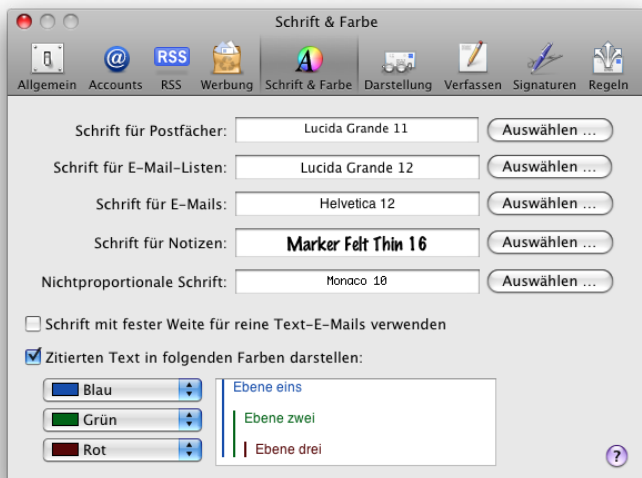 Schrift & Farbe
RSS
Allgemein Accounts RSS Werbung Schrift & Farbe Darstellung Verfassen Signaturen Regeln
Schrift für Postfächer: Lucida Grande 11 Auswählen ...
Schrift für E-Mail-Listen: Lucida Grande 12 Auswählen ...
Schrift für E-Mails: Helvetica 12 Auswählen ...
Schrift für Notizen: Marker Felt Thin 16 Auswählen ...
Nichtproportionale Schrift: Monaco 10 Auswählen ...
Schrift mit fester Weite für reine Text-E-Mails verwenden
Zitierten Text in folgenden Farben darstellen:
Blau Ebene eins
Grün Ebene zwei
Rot Ebene drei
?